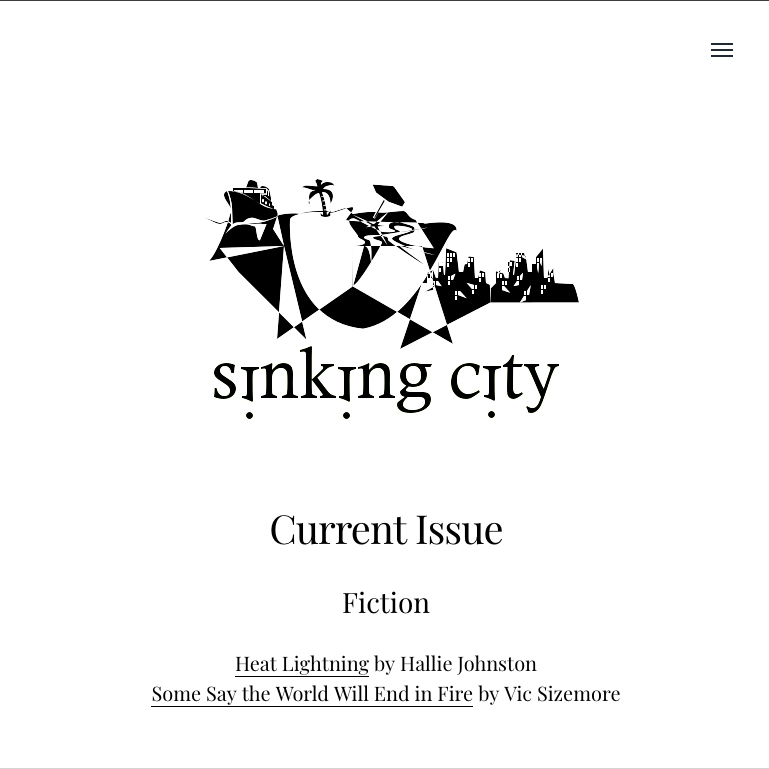 sinking city
Current Issue
Fiction
Heat Lightning by Hallie Johnston
Some Say the World Will End in Fire by Vic Sizemore